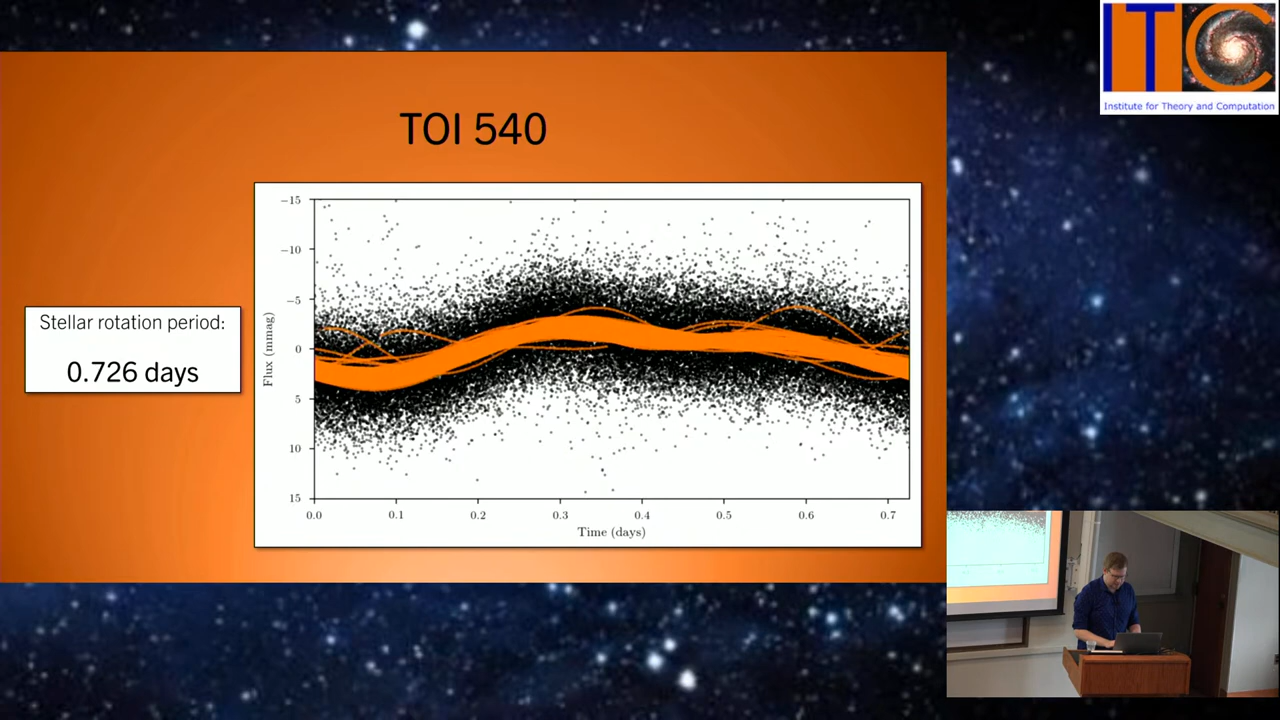 ITC
Institute for Theory and Computation
TOI 540
Stellar rotation period:
0.726 days
Flux (mmag)
−15
−10
−5
0
5
10
15
0.0 0.1 0.2 0.3 0.4 0.5 0.6 0.7
Time (days)